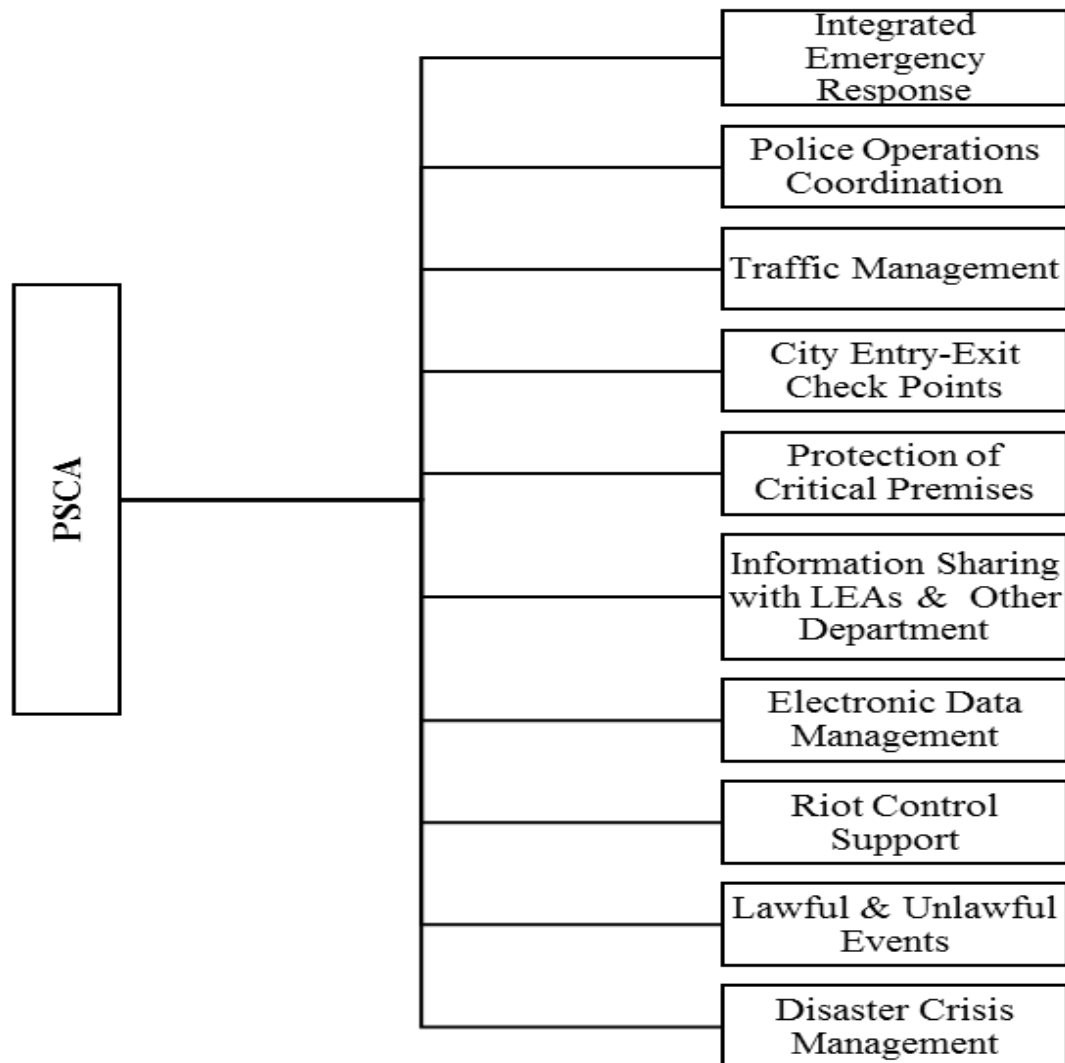 Integrated
Emergency
Response
Police Operations
Coordination
Traffic Management
City Entry-Exit
Check Points
Protection of
Critical Premises
PSCA
Information Sharing
with LEAs & Other
Department
Electronic Data
Management
Riot Control
Support
Lawful & Unlawful
Events
Disaster Crisis
Management